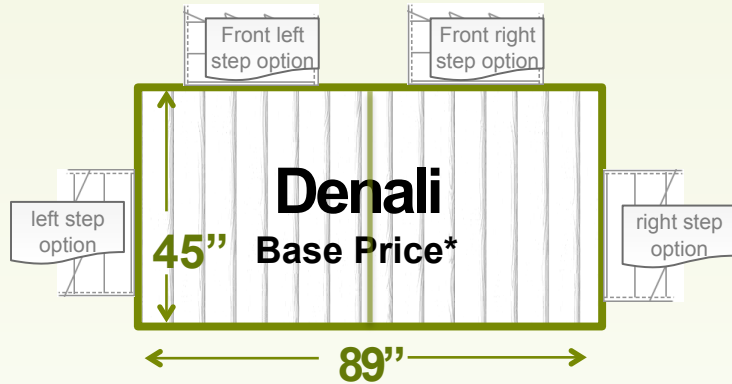 Front left
step option
Front right
step option
Denali
left step
option
45”
Base Price*
right step
option
89”